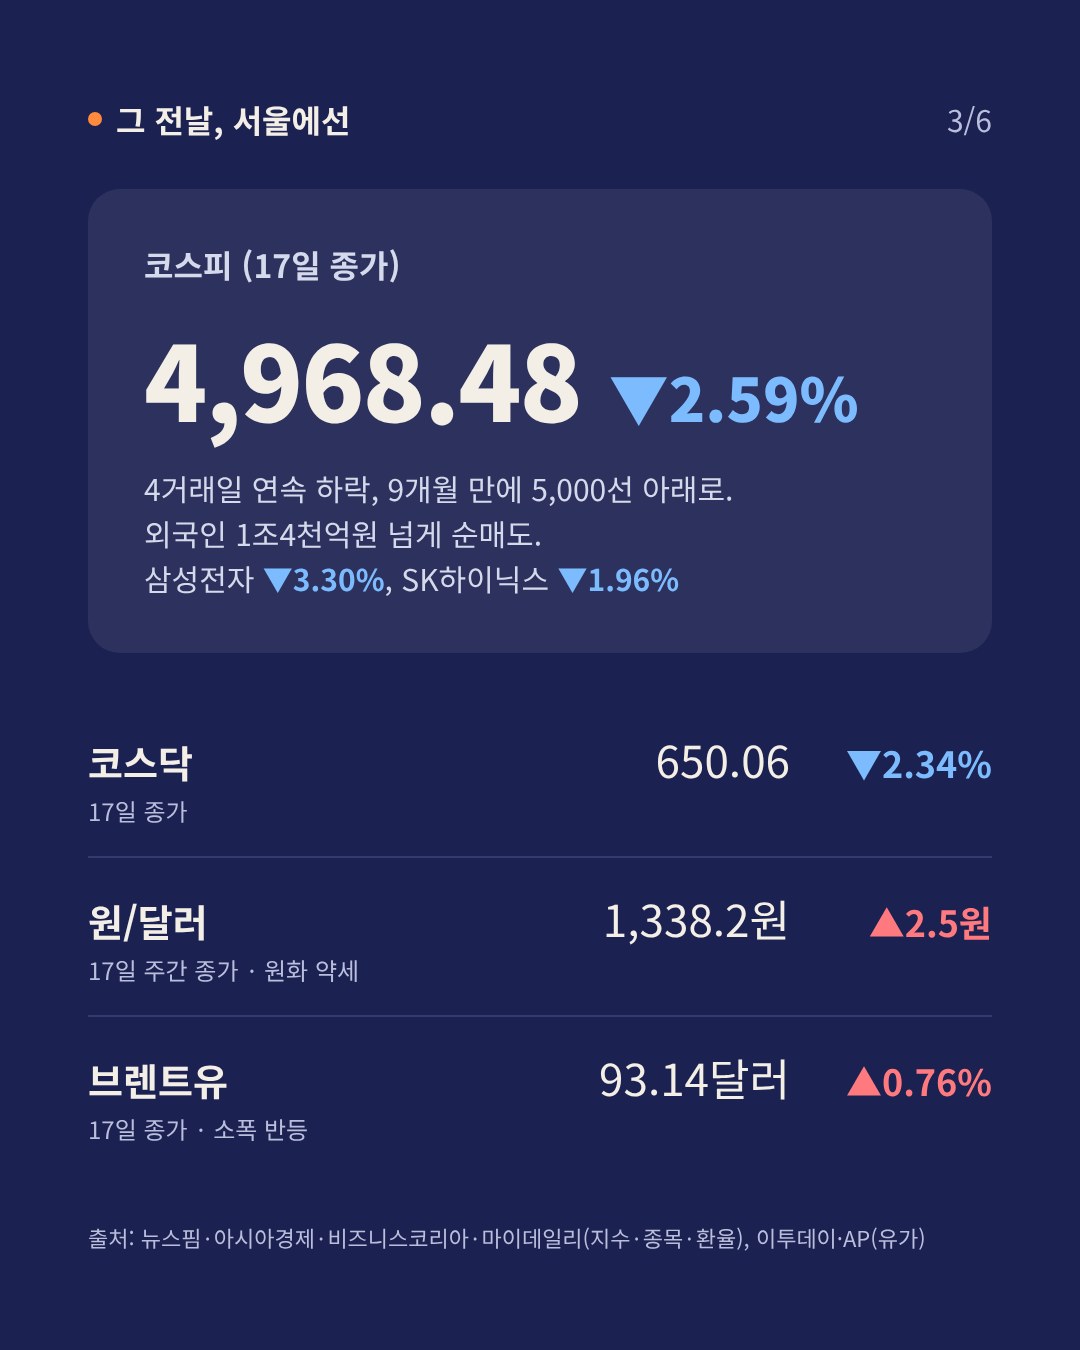 그 전날, 서울에선
3/6
코스피 (17일 종가)
4,968.48 ▼2.59%
4거래일 연속 하락, 9개월 만에 5,000선 아래로.
외국인 1조4천억원 넘게 순매도.
삼성전자 ▼3.30%, SK하이닉스 ▼1.96%
코스닥 650.06 ▼2.34%
17일 종가
원/달러 1,338.2원 ▲2.5원
17일 주간 종가 · 원화 약세
브렌트유 93.14달러 ▲0.76%
17일 종가 · 소폭 반등
출처: 뉴스핌·아시아경제·비즈니스코리아·마이데일리(지수·종목·환율), 이투데이·AP(유가)